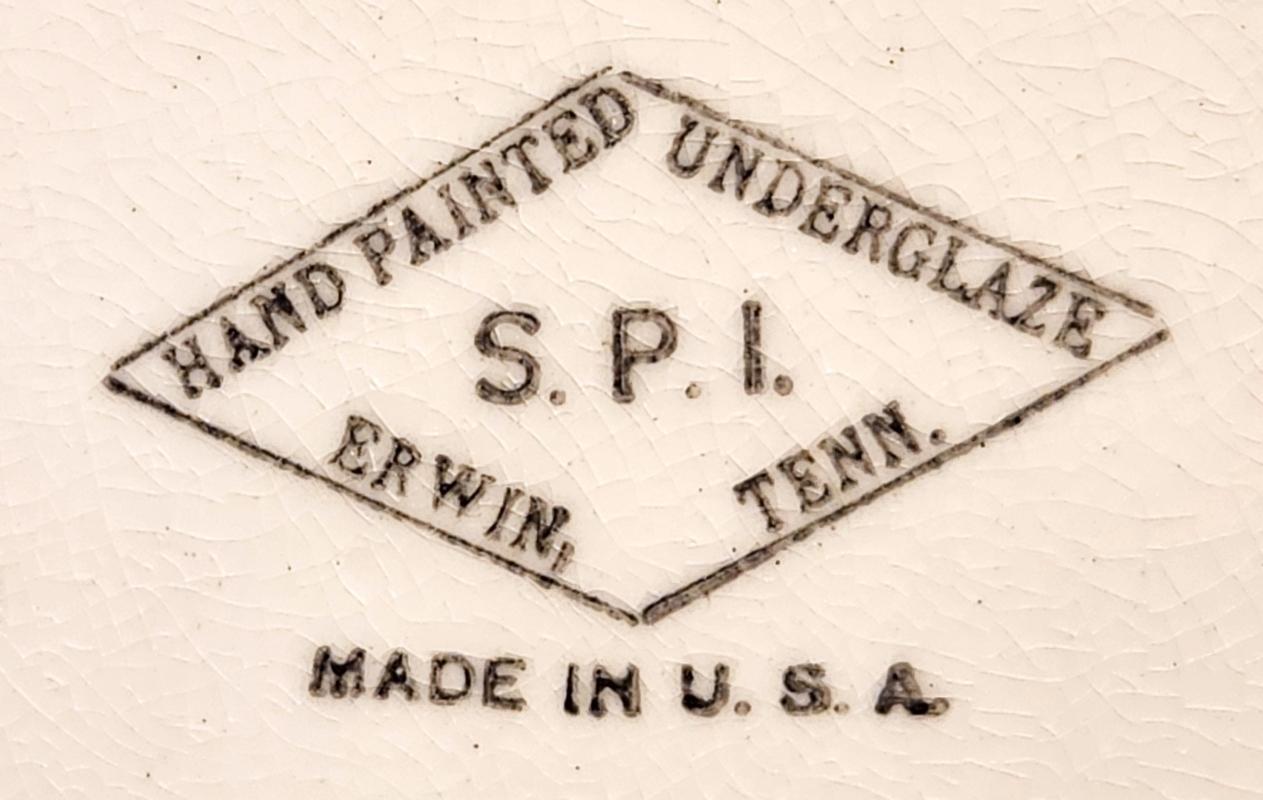 HAND PAINTED
UNDERGLAZE
S. P. I.
ERWIN,
TENN.
MADE IN U. S. A.